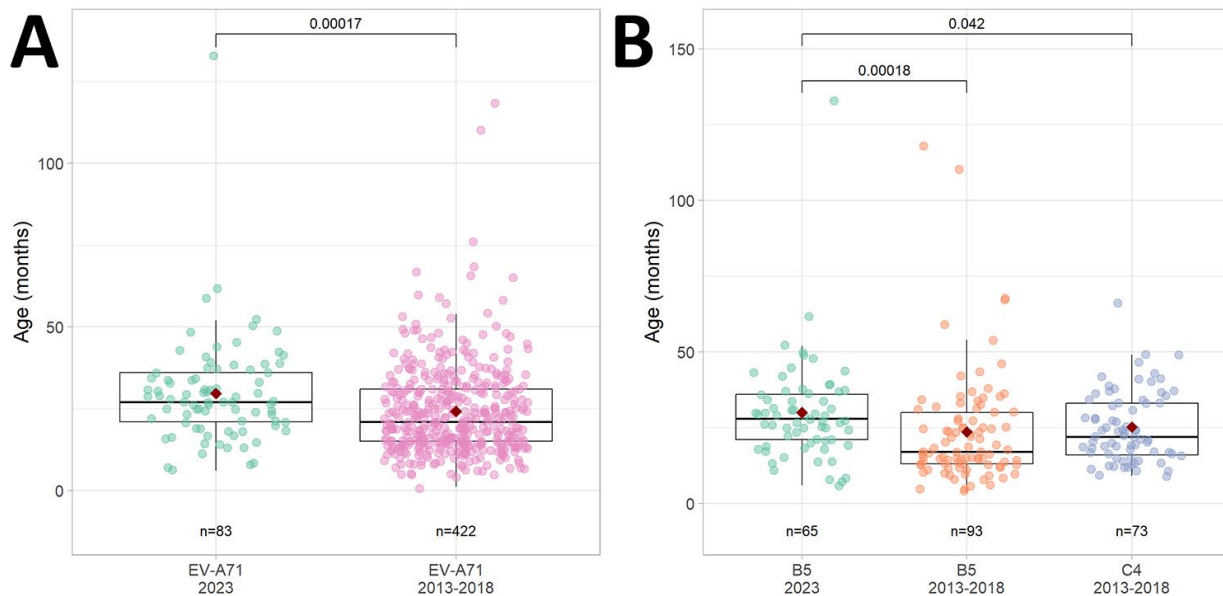 A
0.00017
Age (months)
100
50
0
n=83
n=422
EV-A71
2023
EV-A71
2013-2018
B
0.042
0.00018
Age (months)
150
100
50
0
n=65
n=93
n=73
B5
2023
B5
2013-2018
C4
2013-2018